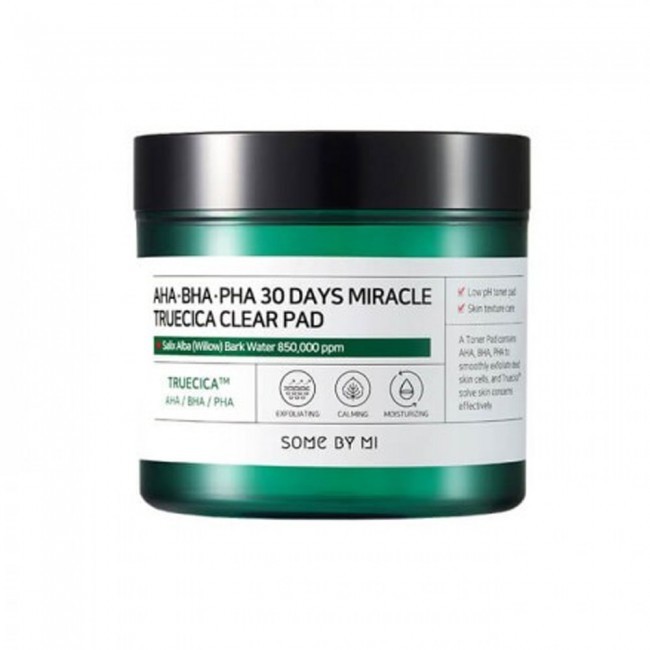 AHA·BHA·PHA 30 DAYS MIRACLE
TRUECICA CLEAR PAD
Salix Alba (Willow) Bark Water 850,000 ppm
TRUECICA™
AHA / BHA / PHA
EXFOLIATING
CALMING
MOISTURIZING
SOME BY MI
Low pH toner pad
Skin texture care
A Toner Pad contains
AHA, BHA, PHA to
smoothly exfoliate dead
skin cells, and Truecica™
solve skin concerns
effectively.